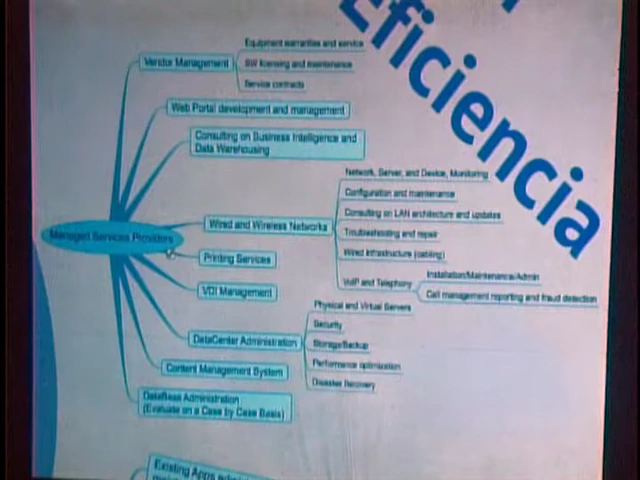 Eficiencia
Equipment warranties and service
Vendor Management
SW licensing and maintenance
Service contracts
Web Portal development and management
Consulting on Business Intelligence and
Data Warehousing
Network, Server, and Device, Monitoring
Configuration and maintenance
Consulting on LAN architecture and updates
Wired and Wireless Networks
Troubleshooting and repair
Managed Services Providers
Wired Infrastructure (cabling)
Printing Services
Installation/Maintenance/Admin
VoIP and Telephony
Call management reporting and fraud detection
VDI Management
Physical and Virtual Servers
Security
DataCenter Administration
Storage/Backup
Performance optimization
Content Management System
Disaster Recovery
DataBase Administration
(Evaluate on a Case by Case Basis)
Existing Apps